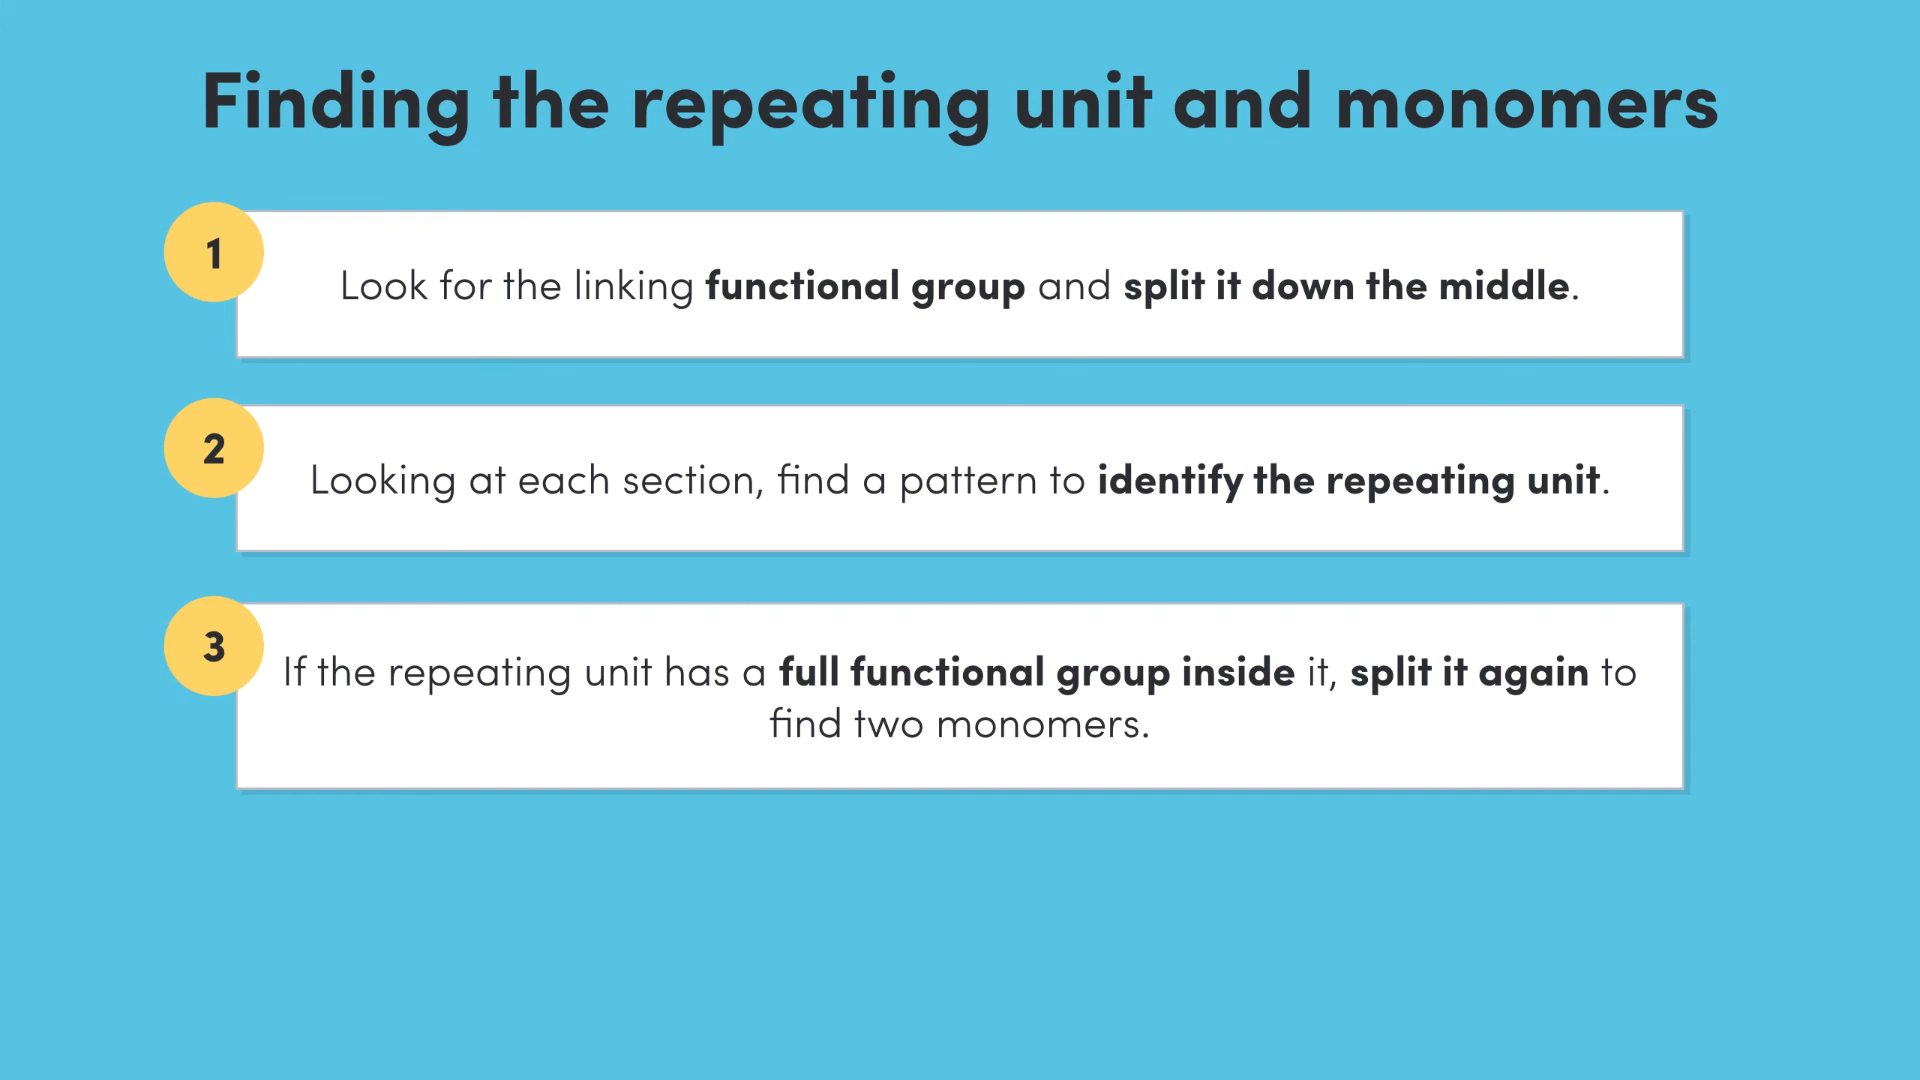 Finding the repeating unit and monomers
1
Look for the linking functional group and split it down the middle.
2
Looking at each section, find a pattern to identify the repeating unit.
3
If the repeating unit has a full functional group inside it, split it again to
find two monomers.